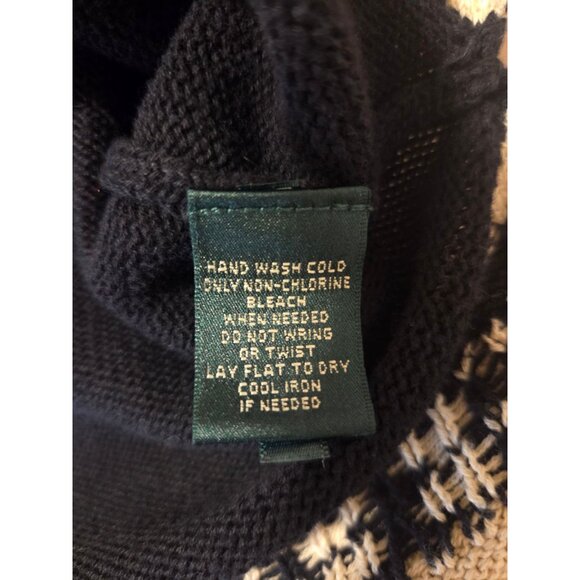 HAND WASH COLD
ONLY NON-CHLORINE
BLEACH
WHEN NEEDED
DO NOT WRING
OR TWIST
LAY FLAT TO DRY
COOL IRON
IF NEEDED